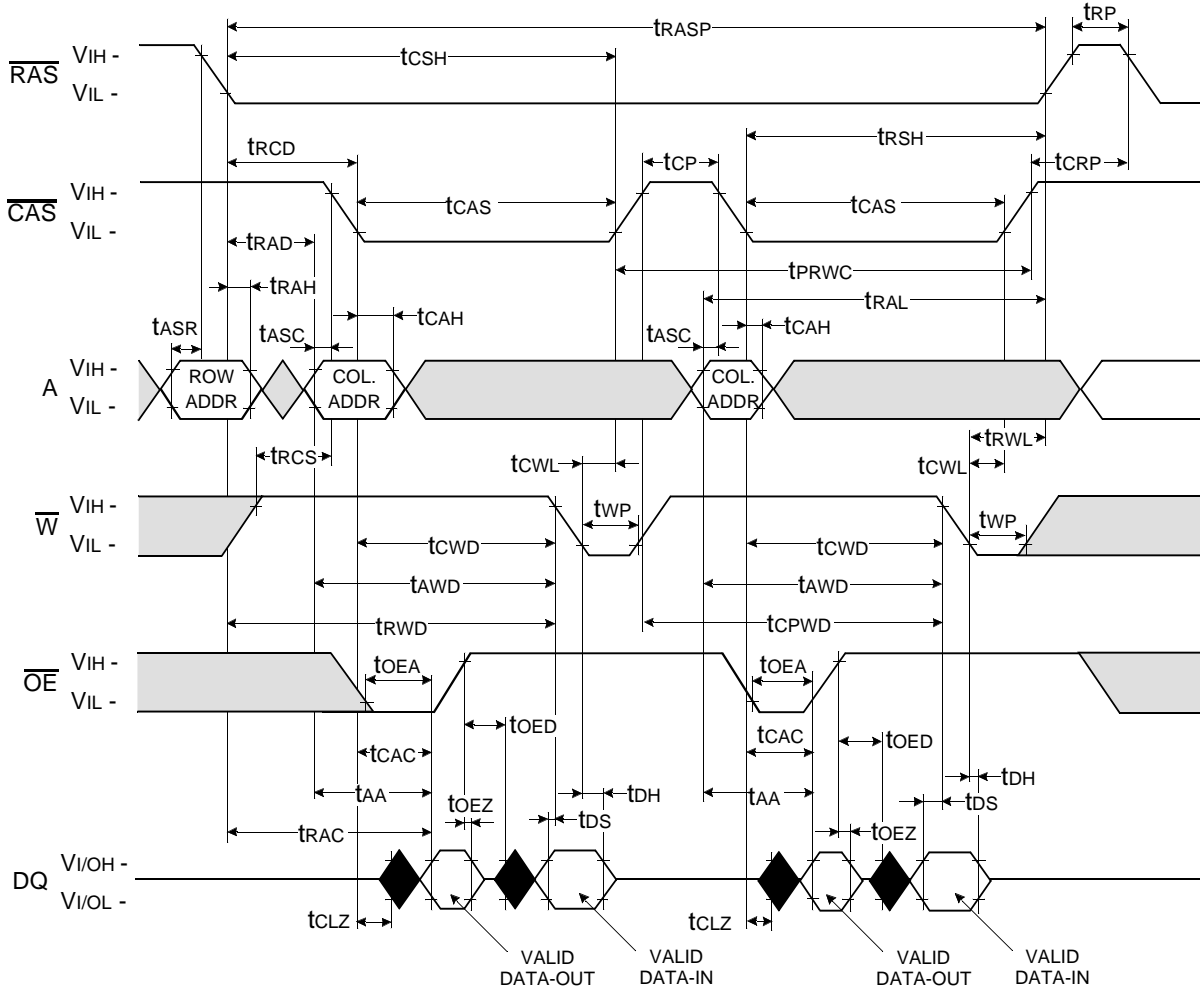 tRP
tRASP
tCSH
RAS
VIH -
VIL -
tRCD
tRSH
tCP
tCRP
CAS
VIH -
VIL -
tCAS
tCAS
tRAD
tPRWC
tRAH
tRAL
tASR
tASC
tCAH
tASC
tCAH
A
VIH -
VIL -
ROW
ADDR
COL.
ADDR
COL.
ADDR
tRCS
tCWL
tRWL
tCWL
W
VIH -
VIL -
tWP
tWP
tCWD
tCWD
tAWD
tAWD
tRWD
tCPWD
OE
VIH -
VIL -
tOEA
tOEA
tOED
tOED
tCAC
tCAC
tAA
tDH
tAA
tDH
tOEZ
tDS
tDS
tRAC
tOEZ
DQ
VI/OH -
VI/OL -
tCLZ
tCLZ
VALID
DATA-OUT
VALID
DATA-IN
VALID
DATA-OUT
VALID
DATA-IN